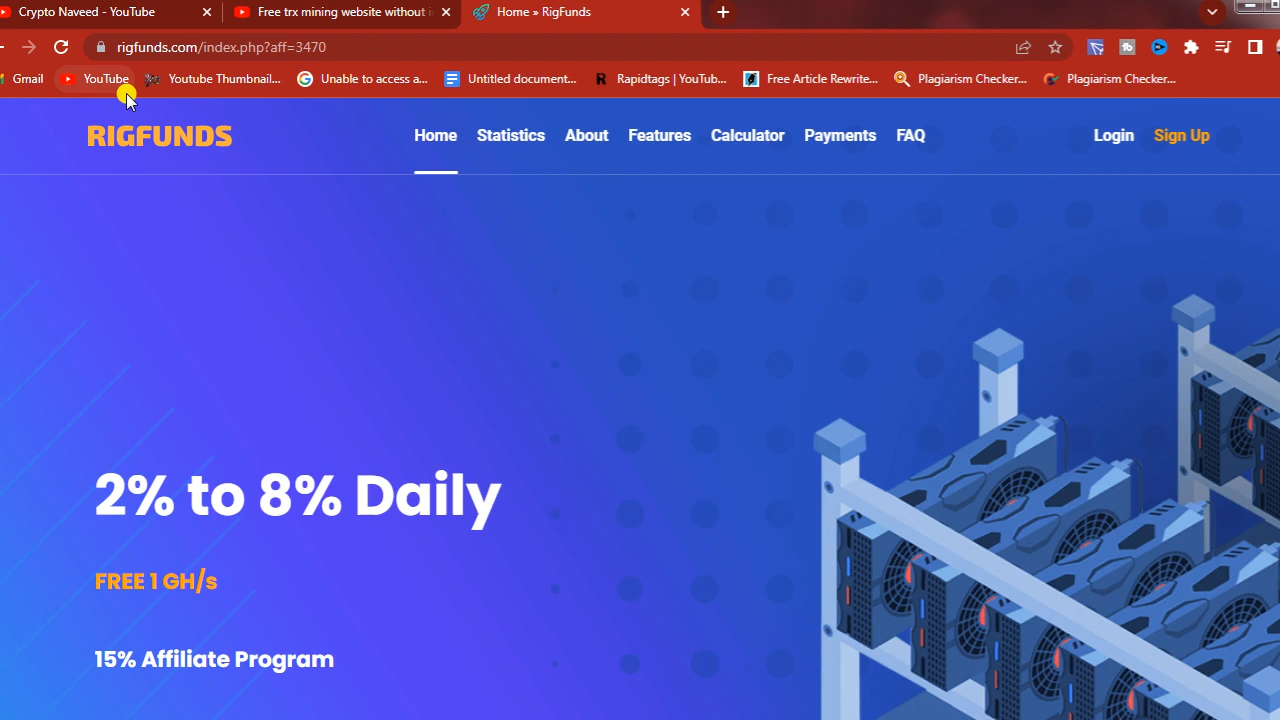 Crypto Naveed - YouTube
Free trx mining website without i
Home » RigFunds
rigfunds.com/index.php?aff=3470
Gmail
YouTube
Youtube Thumbnail...
Unable to access a...
Untitled document...
R
Rapidtags | YouTub...
Free Article Rewrite...
Plagiarism Checker...
Plagiarism Checker...
RIGFUNDS
Home
Statistics
About
Features
Calculator
Payments
FAQ
Login
Sign Up
2% to 8% Daily
FREE 1 GH/s
15% Affiliate Program